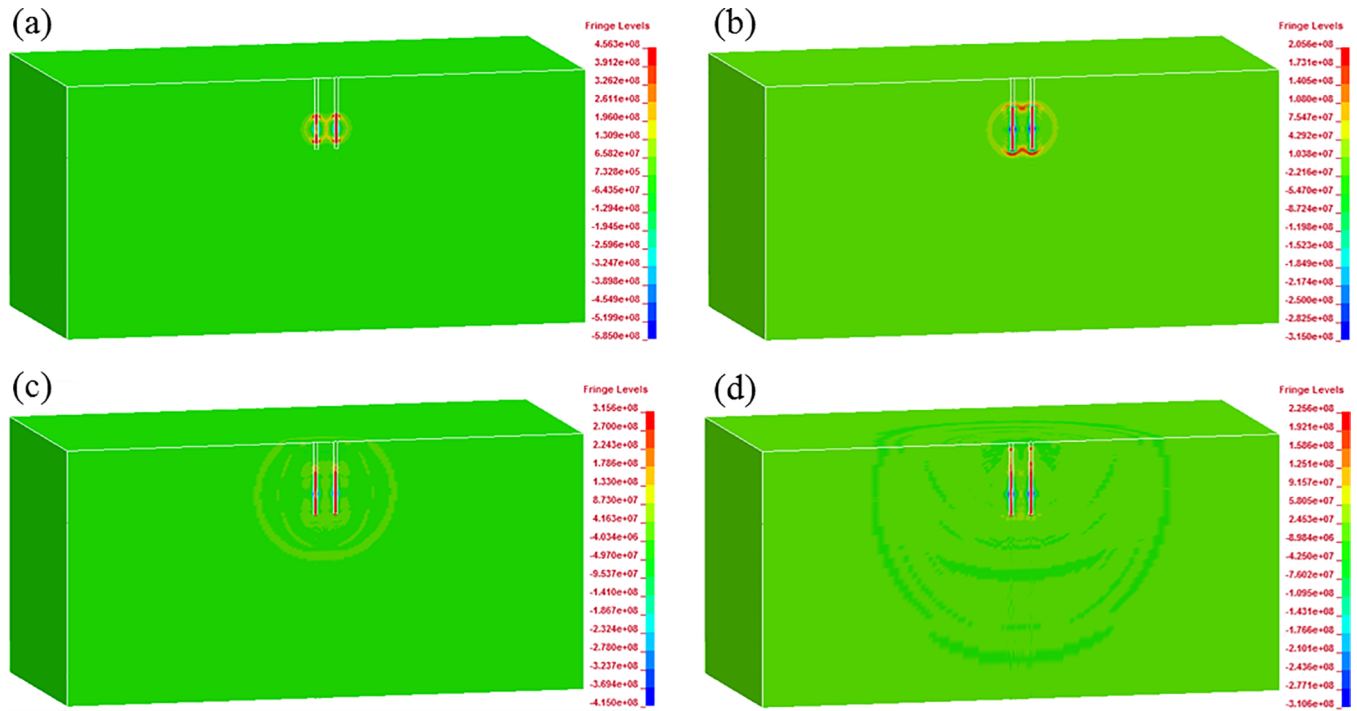 (a)
Fringe Levels
4.563e+08
3.912e+08
3.262e+08
2.611e+08
1.960e+08
1.309e+08
6.582e+07
7.328e+05
-6.435e+07
-1.294e+08
-1.945e+08
-2.596e+08
-3.247e+08
-3.898e+08
-4.549e+08
-5.199e+08
-5.850e+08
(b)
Fringe Levels
2.056e+08
1.731e+08
1.405e+08
1.080e+08
7.547e+07
4.292e+07
1.038e+07
-2.216e+07
-5.470e+07
-8.724e+07
-1.198e+08
-1.523e+08
-1.849e+08
-2.174e+08
-2.500e+08
-2.825e+08
-3.150e+08
(c)
Fringe Levels
3.156e+08
2.700e+08
2.243e+08
1.786e+08
1.330e+08
8.730e+07
4.163e+07
-4.034e+06
-4.970e+07
-9.537e+07
-1.410e+08
-1.867e+08
-2.324e+08
-2.780e+08
-3.237e+08
-3.694e+08
-4.150e+08
(d)
Fringe Levels
2.256e+08
1.921e+08
1.586e+08
1.251e+08
9.157e+07
5.805e+07
2.453e+07
-8.984e+06
-4.250e+07
-7.602e+07
-1.095e+08
-1.431e+08
-1.766e+08
-2.101e+08
-2.436e+08
-2.771e+08
-3.106e+08